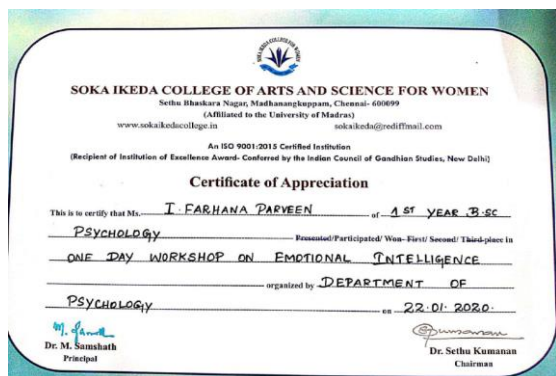 SOKA IKEDA COLLEGE FOR WOMEN
SOKA IKEDA COLLEGE OF ARTS AND SCIENCE FOR WOMEN
Sethu Bhaskara Nagar, Madhanangkuppam, Chennai- 600099
(Affiliated to the University of Madras)
www.sokaikedacollege.in sokaikeda@rediffmail.com
An ISO 9001:2015 Certified Institution
(Recipient of Institution of Excellence Award- Conferred by the Indian Council of Gandhian Studies, New Delhi)
Certificate of Appreciation
This is to certify that Ms. I. FARHANA PARVEEN of 1ST YEAR B.SC
PSYCHOLOGY Presented/Participated/ Won- First/ Second/ Third-place in
ONE DAY WORKSHOP ON EMOTIONAL INTELLIGENCE
organized by DEPARTMENT OF
PSYCHOLOGY on 22.01.2020.
Dr. M. Samshath Dr. Sethu Kumanan
Principal Chairman